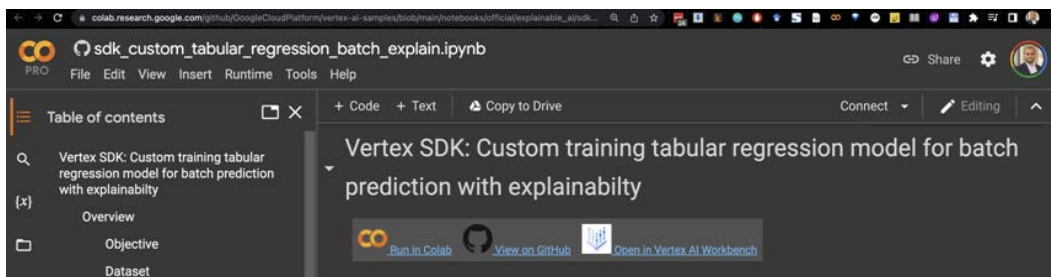 colab.research.google.com/github/GoogleCloudPlatform/vertex-ai-samples/blob/main/notebooks/official/explainable_ai/sdk...
sdk_custom_tabular_regression_batch_explain.ipynb
PRO
File Edit View Insert Runtime Tools Help
Share
Table of contents
+ Code + Text Copy to Drive
Connect
Editing
Vertex SDK: Custom training tabular
regression model for batch prediction
with explainabilty
Overview
Objective
Dataset
{x}
Vertex SDK: Custom training tabular regression model for batch
prediction with explainabilty
Run in Colab View on GitHub Open in Vertex AI Workbench